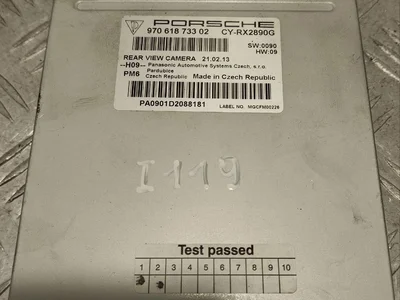 PORSCHE
970 618 733 02 CY-RX2890G
SW:0090
HW:09
REAR VIEW CAMERA 21.02.13
--H09-- Panasonic Automotive Systems Czech, s.r.o.
Pardubice
PM6 Czech Republic Made in Czech Republic
PA0901D2088181
LABEL NO. MGCFM00226
I119
Test passed
1 2 3 4 5 6 7 8 9 10